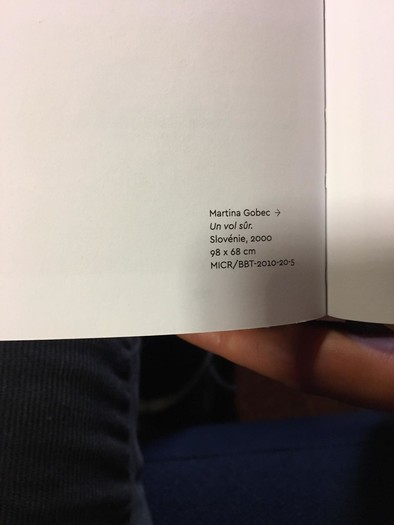 Martina Gobec →
Un vol sûr.
Slovénie, 2000
98 x 68 cm
MICR/BBT-2010-20-5